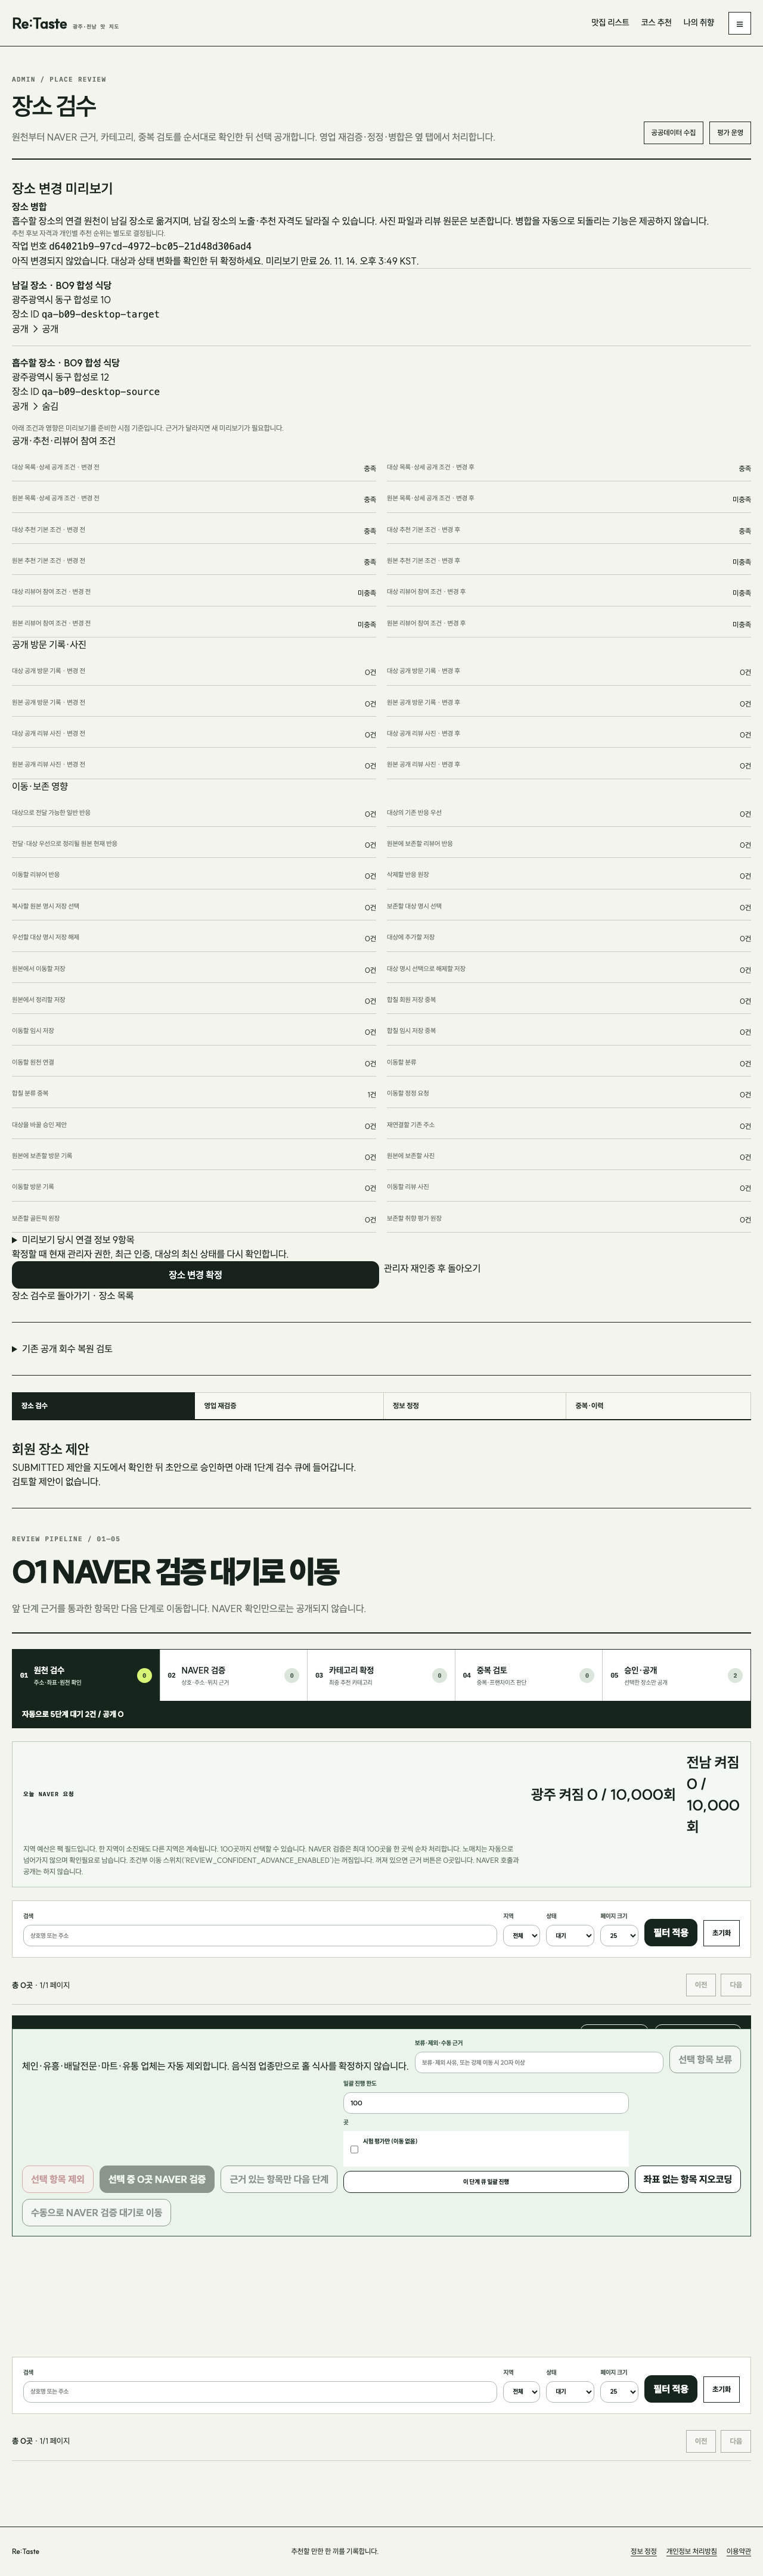 Re:Taste 광주·전남 맛 지도
맛집 리스트 코스 추천 나의 취향
ADMIN / PLACE REVIEW
장소 검수
원천부터 NAVER 근거, 카테고리, 중복 검토를 순서대로 확인한 뒤 선택 공개합니다. 영업 재검증·정정·병합은 옆 탭에서 처리합니다.
공공데이터 수집 평가 운영
장소 변경 미리보기
장소 병합
흡수할 장소의 연결 원천이 남길 장소로 옮겨지며, 남길 장소의 노출·추천 자격도 달라질 수 있습니다. 사진 파일과 리뷰 원문은 보존합니다. 병합을 자동으로 되돌리는 기능은 제공하지 않습니다.
추천 후보 자격과 개인별 추천 순위는 별도로 결정됩니다.
작업 번호 d64021b9-97cd-4972-bc05-21d48d306ad4
아직 변경되지 않았습니다. 대상과 상태 변화를 확인한 뒤 확정하세요. 미리보기 만료 26. 11. 14. 오후 3:49 KST.
남길 장소 · B09 합성 식당
광주광역시 동구 합성로 10
장소 ID qa-b09-desktop-target
공개 > 공개
흡수할 장소 · B09 합성 식당
광주광역시 동구 합성로 12
장소 ID qa-b09-desktop-source
공개 > 숨김
아래 조건과 영향은 미리보기를 준비한 시점 기준입니다. 근거가 달라지면 새 미리보기가 필요합니다.
공개·추천·리뷰어 참여 조건
대상 목록·상세 공개 조건 · 변경 전 충족 대상 목록·상세 공개 조건 · 변경 후 충족
원본 목록·상세 공개 조건 · 변경 전 충족 원본 목록·상세 공개 조건 · 변경 후 미충족
대상 추천 기본 조건 · 변경 전 충족 대상 추천 기본 조건 · 변경 후 충족
원본 추천 기본 조건 · 변경 전 충족 원본 추천 기본 조건 · 변경 후 미충족
대상 리뷰어 참여 조건 · 변경 전 미충족 대상 리뷰어 참여 조건 · 변경 후 미충족
원본 리뷰어 참여 조건 · 변경 전 미충족 원본 리뷰어 참여 조건 · 변경 후 미충족
공개 방문 기록·사진
대상 공개 방문 기록 · 변경 전 0건 대상 공개 방문 기록 · 변경 후 0건
원본 공개 방문 기록 · 변경 전 0건 원본 공개 방문 기록 · 변경 후 0건
대상 공개 리뷰 사진 · 변경 전 0건 대상 공개 리뷰 사진 · 변경 후 0건
원본 공개 리뷰 사진 · 변경 전 0건 원본 공개 리뷰 사진 · 변경 후 0건
이동·보존 영향
대상으로 전달 가능한 일반 반응 0건 대상의 기존 반응 우선 0건
전달·대상 우선으로 정리될 원본 현재 반응 0건 원본에 보존할 리뷰어 반응 0건
이동할 리뷰어 반응 0건 삭제할 반응 원장 0건
복사할 원본 명시 저장 선택 0건 보존할 대상 명시 선택 0건
우선할 대상 명시 저장 해제 0건 대상에 추가할 저장 0건
원본에서 이동할 저장 0건 대상 명시 선택으로 해제할 저장 0건
원본에서 정리할 저장 0건 합칠 회원 저장 중복 0건
이동할 임시 저장 0건 합칠 임시 저장 중복 0건
이동할 원천 연결 0건 이동할 분류 0건
합칠 분류 중복 1건 이동할 정정 요청 0건
대상을 바꿀 승인 제안 0건 재연결할 기존 주소 0건
원본에 보존할 방문 기록 0건 원본에 보존할 사진 0건
이동할 방문 기록 0건 이동할 리뷰 사진 0건
보존할 골든픽 원장 0건 보존할 취향 평가 원장 0건
▶ 미리보기 당시 연결 정보 9항목
확정할 때 현재 관리자 권한, 최근 인증, 대상의 최신 상태를 다시 확인합니다.
장소 변경 확정 관리자 재인증 후 돌아오기
장소 검수로 돌아가기 · 장소 목록
▶ 기존 공개 회수 복원 검토
장소 검수 영업 재검증 정보 정정 중복·이력
회원 장소 제안
SUBMITTED 제안을 지도에서 확인한 뒤 초안으로 승인하면 아래 1단계 검수 큐에 들어갑니다.
검토할 제안이 없습니다.
REVIEW PIPELINE / 01—05
01 NAVER 검증 대기로 이동
앞 단계 근거를 통과한 항목만 다음 단계로 이동합니다. NAVER 확인만으로는 공개되지 않습니다.
01 원천 검수 주소·좌표·원천 확인 0
02 NAVER 검증 상호·주소·위치 근거 0
03 카테고리 확정 최종 추천 카테고리 0
04 중복 검토 중복·프랜차이즈 판단 0
05 승인·공개 선택한 장소만 공개 2
자동으로 5단계 대기 2건 / 공개 0
오늘 NAVER 요청
광주 켜짐 0 / 10,000회
전남 켜짐
0 /
10,000
회
지역 예산은 팩 필드입니다. 한 지역이 소진돼도 다른 지역은 계속됩니다. 100곳까지 선택할 수 있습니다. NAVER 검증은 최대 100곳을 한 곳씩 순차 처리합니다. 노매치는 자동으로
넘어가지 않으며 확인필요로 남습니다. 조건부 이동 스위치(`REVIEW_CONFIDENT_ADVANCE_ENABLED`)는 꺼짐입니다. 꺼져 있으면 근거 버튼은 0곳입니다. NAVER 호출과
공개는 하지 않습니다.
검색 지역 상태 페이지 크기
상호명 또는 주소 전체 대기 25 필터 적용 초기화
총 0곳 · 1/1 페이지 이전 다음
체인·유흥·배달전문·마트·유통 업체는 자동 제외합니다. 음식점 업종만으로 홀 식사를 확정하지 않습니다.
보류·제외·수동 근거
보류·제외 사유, 또는 강제 이동 시 20자 이상
선택 항목 보류
일괄 진행 한도
100
곳
시험 평가만 (이동 없음)
선택 항목 제외 선택 중 0곳 NAVER 검증 근거 있는 항목만 다음 단계 이 단계 큐 일괄 진행 좌표 없는 항목 지오코딩
수동으로 NAVER 검증 대기로 이동
검색 지역 상태 페이지 크기
상호명 또는 주소 전체 대기 25 필터 적용 초기화
총 0곳 · 1/1 페이지 이전 다음
Re:Taste 추천할 만한 한 끼를 기록합니다. 정보 정정 개인정보 처리방침 이용약관